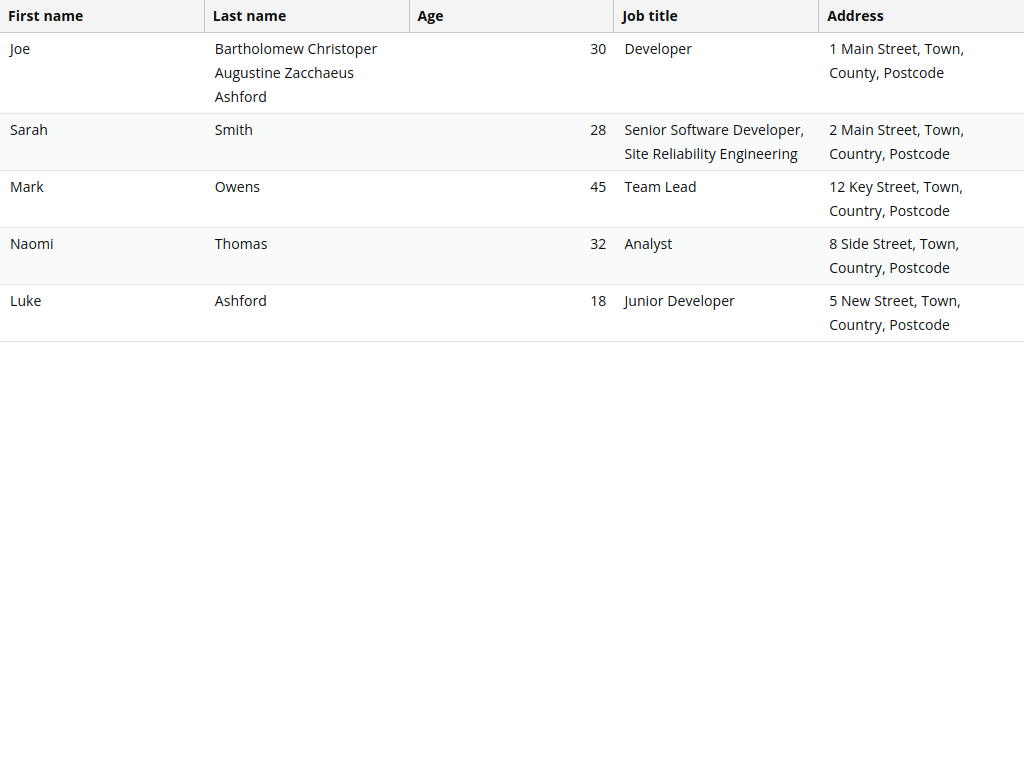 First name Last name Age Job title Address
Joe Bartholomew Christoper 30 Developer 1 Main Street, Town,
Augustine Zacchaeus County, Postcode
Ashford
Sarah Smith 28 Senior Software Developer, 2 Main Street, Town,
Site Reliability Engineering Country, Postcode
Mark Owens 45 Team Lead 12 Key Street, Town,
Country, Postcode
Naomi Thomas 32 Analyst 8 Side Street, Town,
Country, Postcode
Luke Ashford 18 Junior Developer 5 New Street, Town,
Country, Postcode